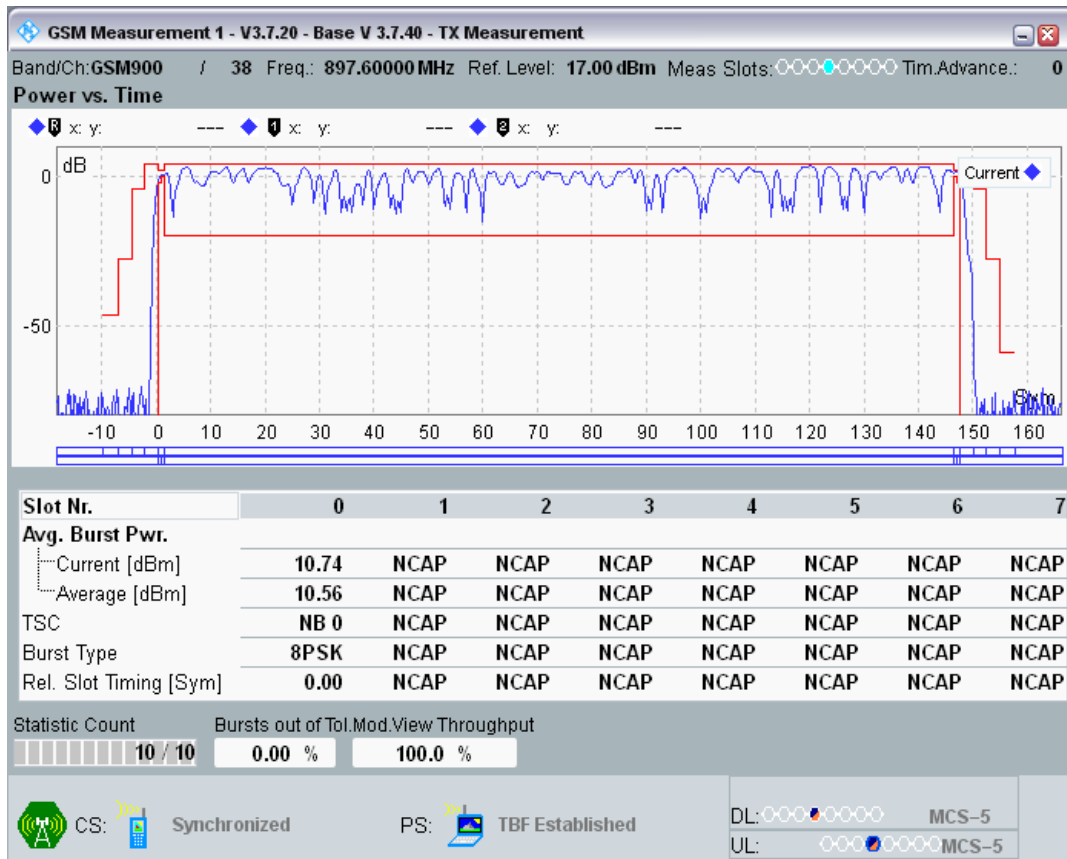 GSM Measurement 1 - V3.7.20 - Base V 3.7.40 - TX Measurement
Band/Ch:GSM900 / 38 Freq.: 897.60000 MHz Ref. Level: 17.00 dBm Meas Slots: Tim.Advance.: 0
Power vs. Time
R x: y: --- 1 x: y: --- 2 x: y: ---
dB
Current
0
-50
Sym
-10 0 10 20 30 40 50 60 70 80 90 100 110 120 130 140 150 160
Slot Nr. 0 1 2 3 4 5 6 7
Avg. Burst Pwr.
Current [dBm] 10.74 NCAP NCAP NCAP NCAP NCAP NCAP NCAP
Average [dBm] 10.56 NCAP NCAP NCAP NCAP NCAP NCAP NCAP
TSC NB 0 NCAP NCAP NCAP NCAP NCAP NCAP NCAP
Burst Type 8PSK NCAP NCAP NCAP NCAP NCAP NCAP NCAP
Rel. Slot Timing [Sym] 0.00 NCAP NCAP NCAP NCAP NCAP NCAP NCAP
Statistic Count Bursts out of Tol. Mod.View Throughput
10 / 10 0.00 % 100.0 %
CS: Synchronized PS: TBF Established
DL: MCS-5
UL: MCS-5